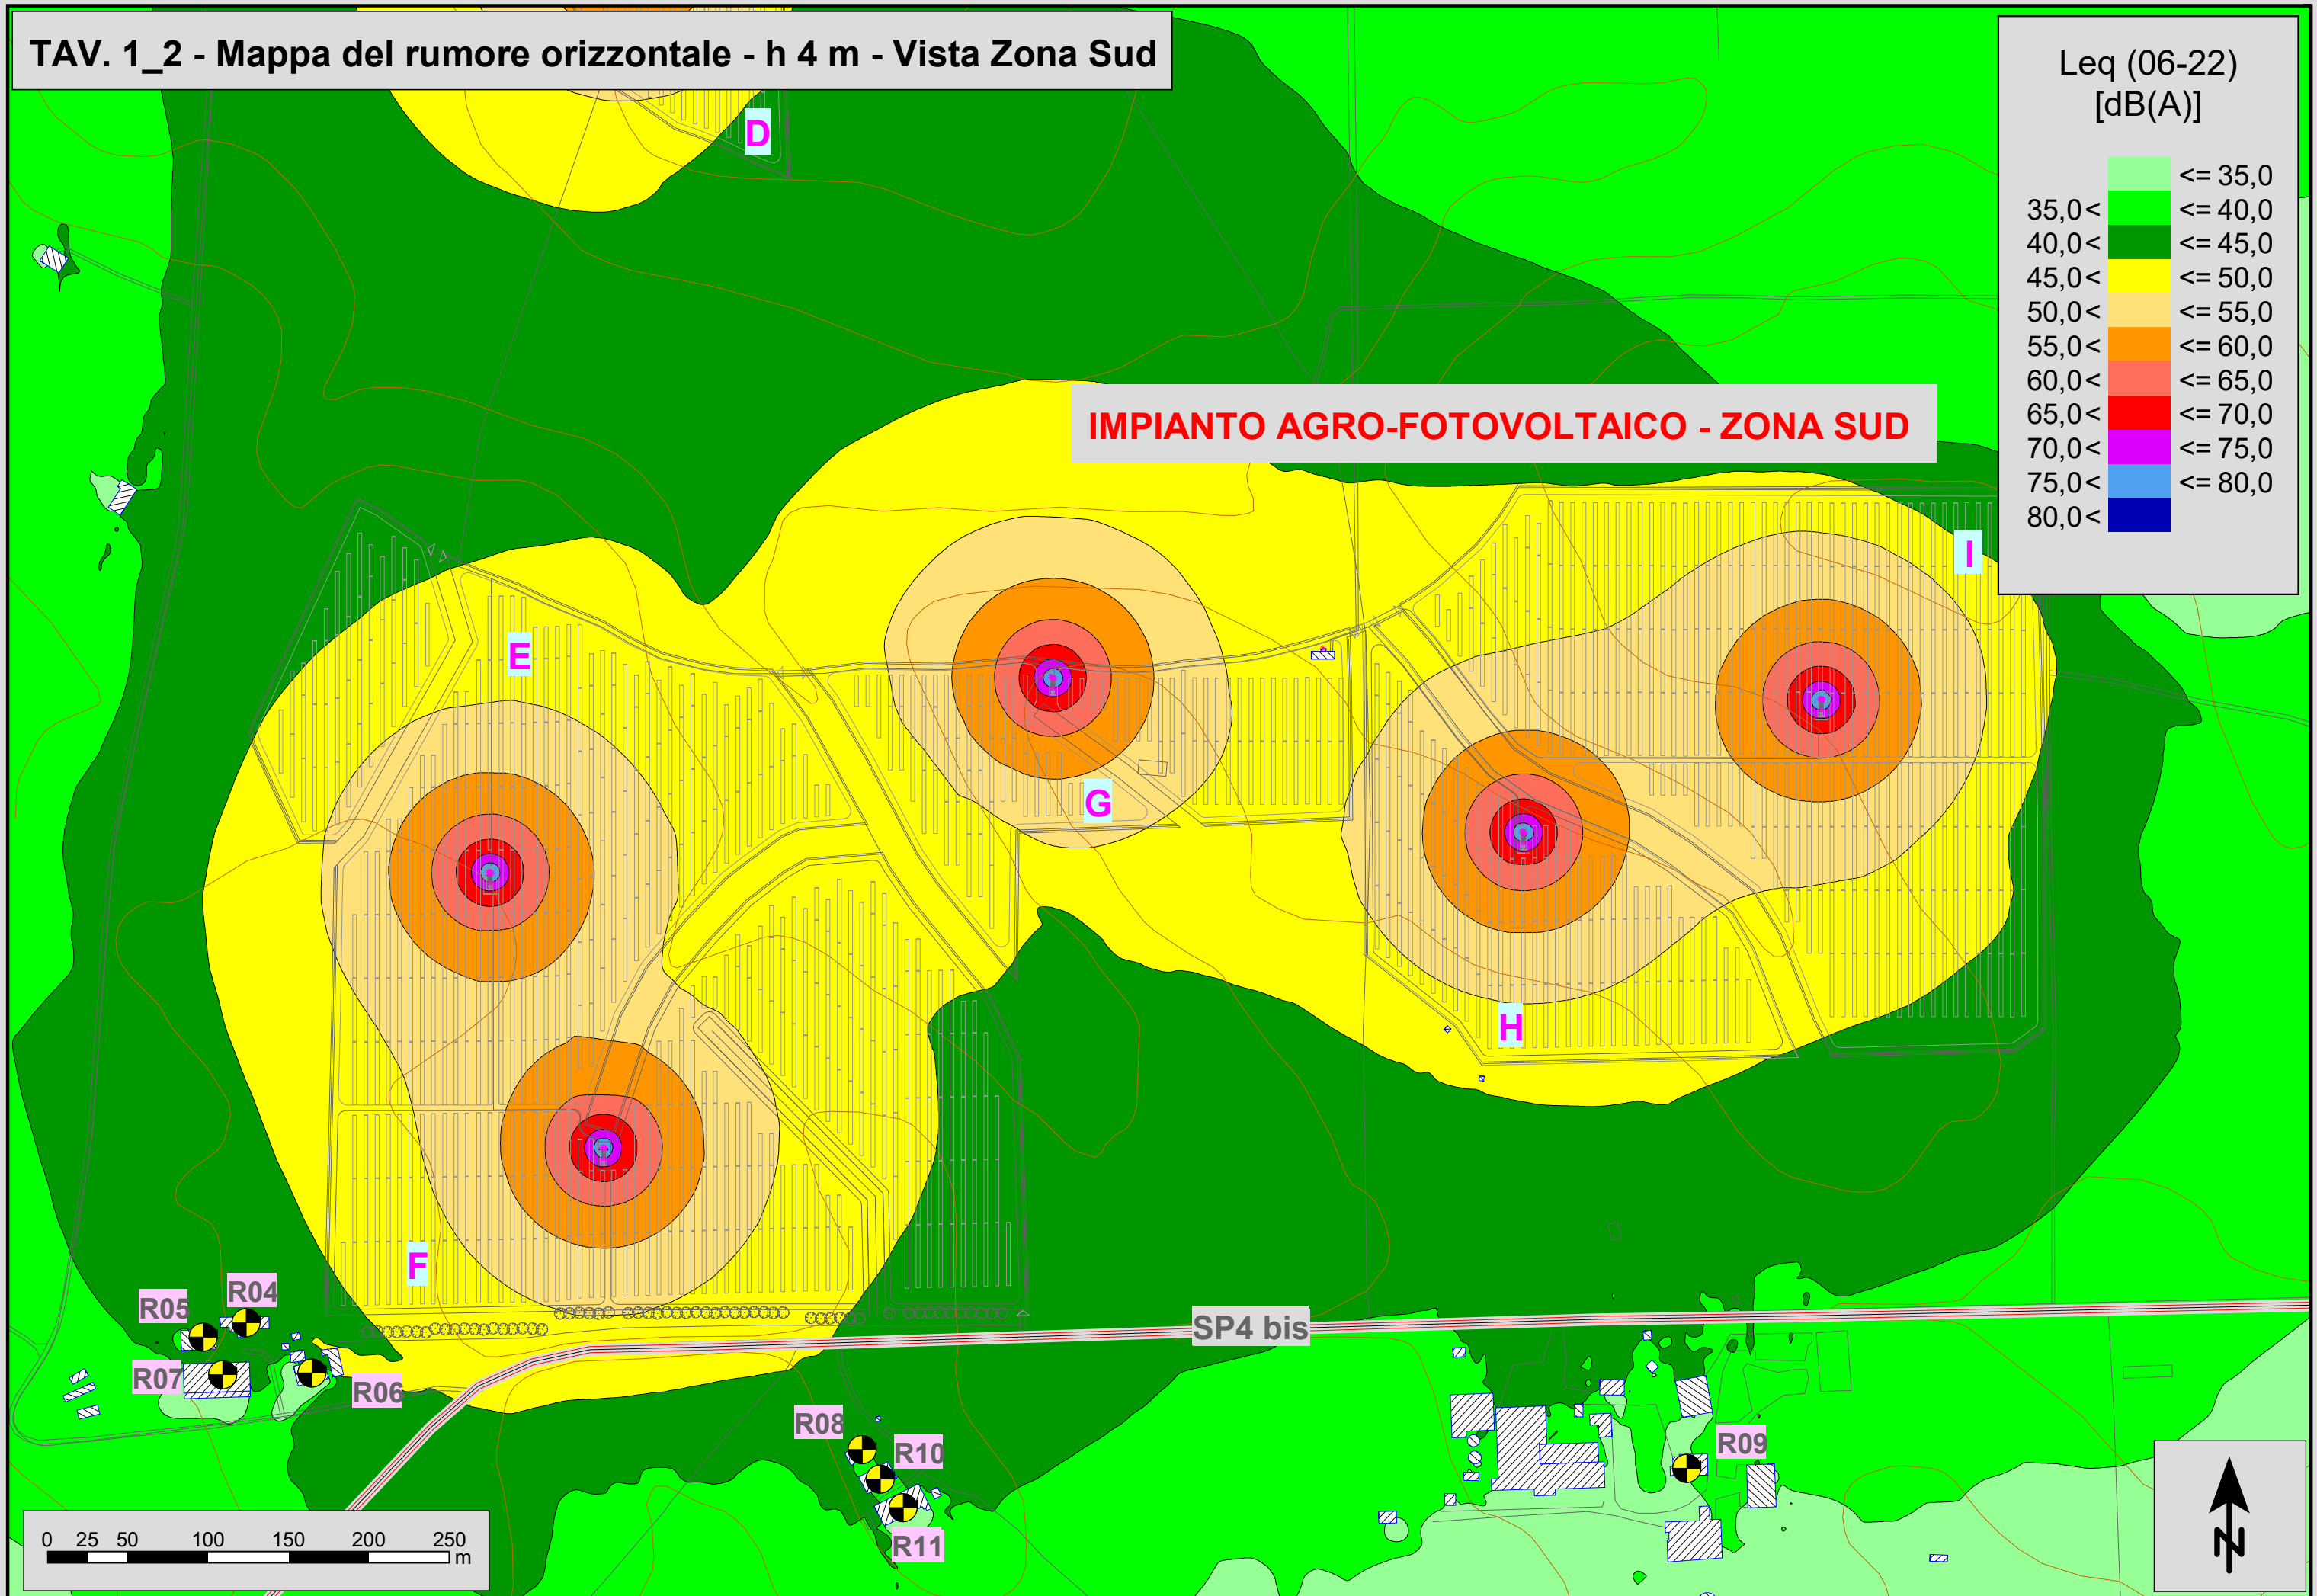 TAV. 1_2 - Mappa del rumore orizzontale - h 4 m - Vista Zona Sud
Leq (06-22)
[dB(A)]
<= 35,0
35,0< <= 40,0
40,0< <= 45,0
45,0< <= 50,0
50,0< <= 55,0
55,0< <= 60,0
60,0< <= 65,0
65,0< <= 70,0
70,0< <= 75,0
75,0< <= 80,0
80,0<
D
IMPIANTO AGRO-FOTOVOLTAICO - ZONA SUD
I
E
G
H
F
R04
R05
SP4 bis
R07
R06
R08
R10
R09
R11
0 25 50 100 150 200 250
m
N